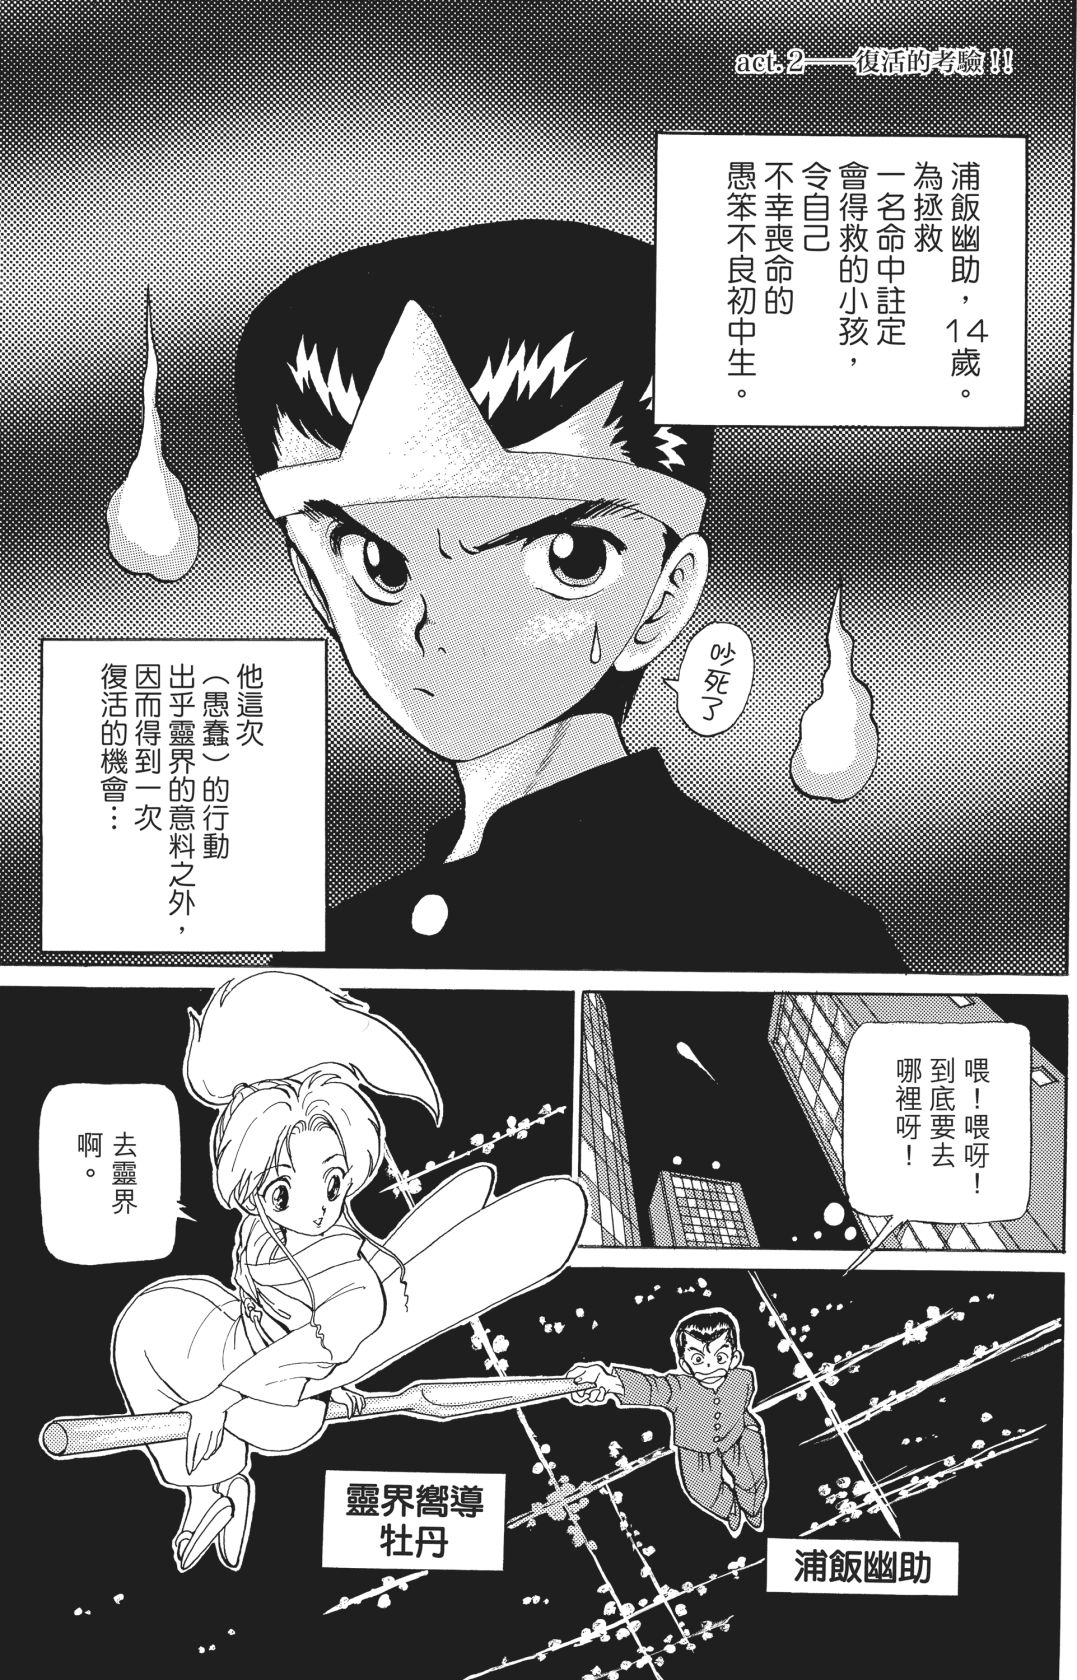 act.2——復活的考驗!!
浦飯幽助，14歲。
為拯救
一名命中註定
會得救的小孩，
令自己
不幸喪命的
愚笨不良初中生。
吵死了
他這次
（愚蠢）的行動
出乎靈界的意料之外，
因而得到一次
復活的機會…
喂！喂呀！
到底要去
哪裡呀！
去靈界
啊。
靈界嚮導
牡丹
浦飯幽助